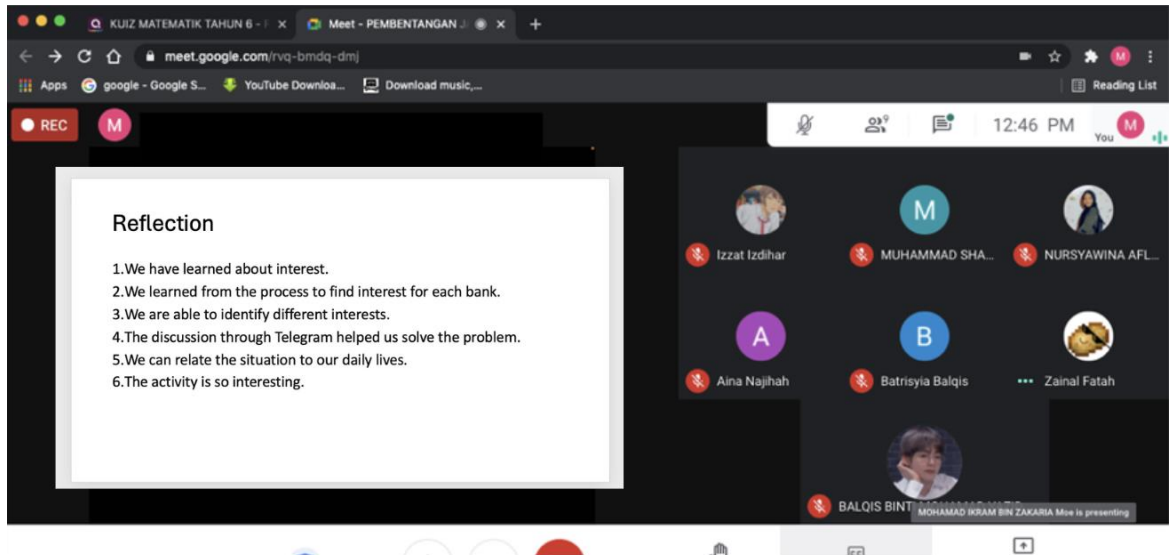 KUIZ MATEMATIK TAHUN 6 -
Meet - PEMBENTANGAN
meet.google.com/rvq-bmdq-dmj
M
Apps
google - Google S...
YouTube Downloa...
Download music,...
Reading List
REC
M
9
12:46 PM
You
M
Reflection
1.We have learned about interest.
2.We learned from the process to find interest for each bank.
3.We are able to identify different interests.
4.The discussion through Telegram helped us solve the problem.
5.We can relate the situation to our daily lives.
6.The activity is so interesting.
M
Izzat Izdihar
MUHAMMAD SHA...
NURSYAWINA AFL...
A
B
Aina Najihah
Batrisyia Balqis
Zainal Fatah
BALQIS BINT
MOHAMAD IKRAM BIN ZAKARIA Moe is presenting